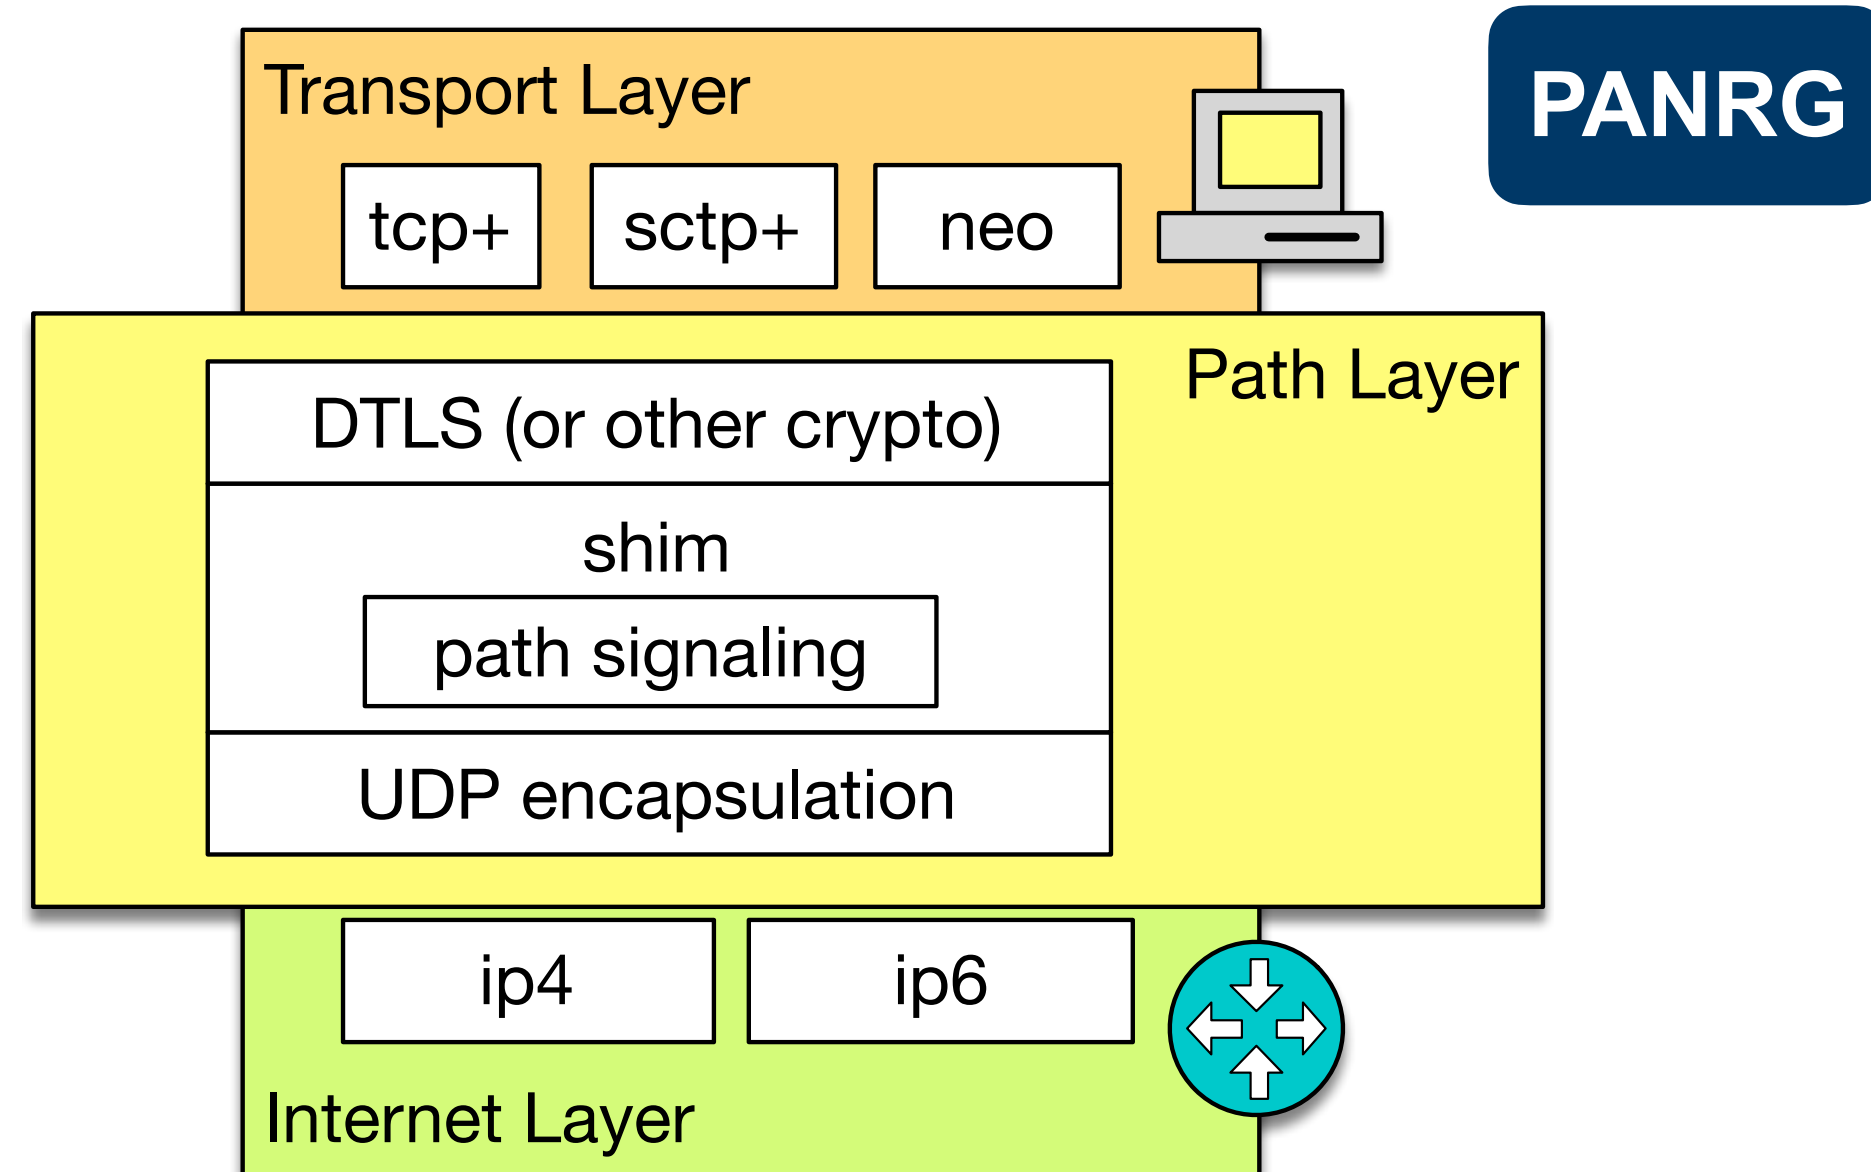 Transport Layer
PANRG
tcp+
sctp+
neo
Path Layer
DTLS (or other crypto)
shim
path signaling
UDP encapsulation
ip4
ip6
Internet Layer